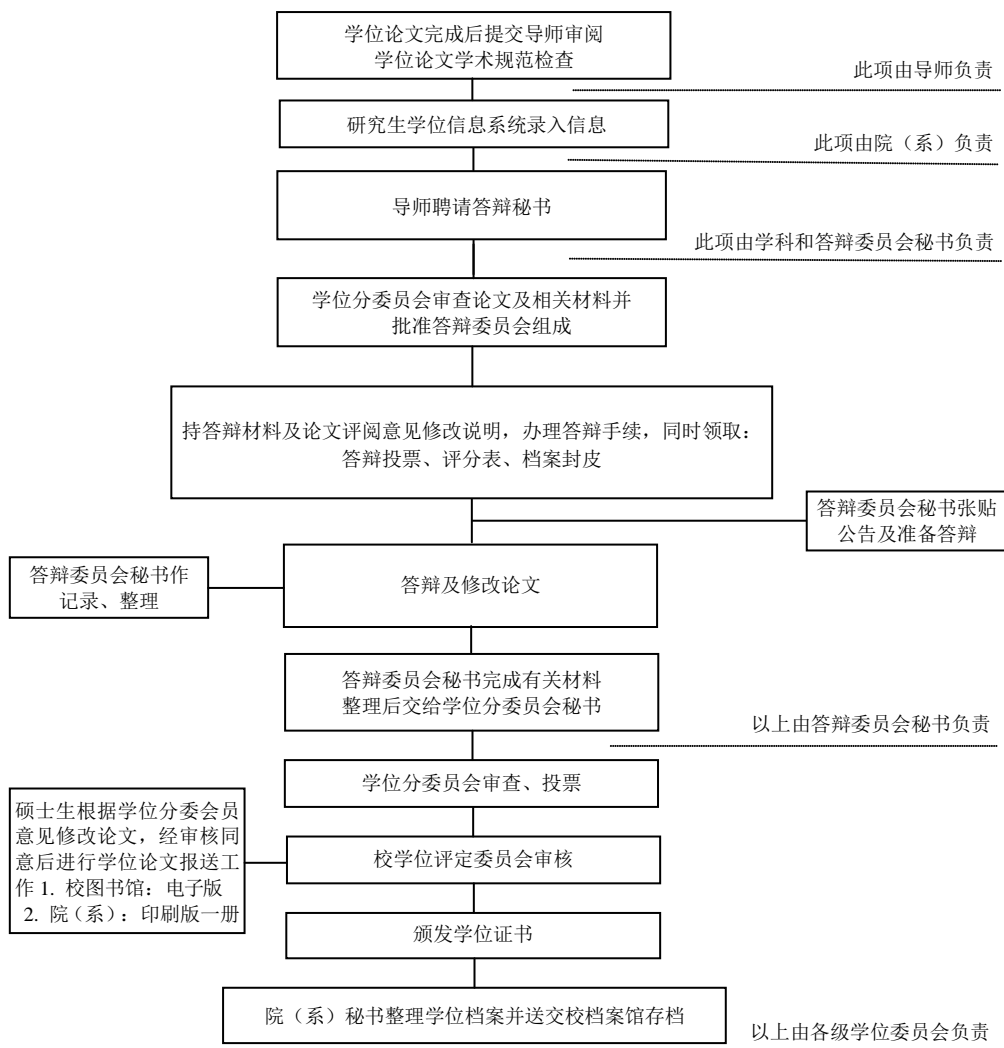 学位论文完成后提交导师审阅
学位论文学术规范检查
此项由导师负责
研究生学位信息系统录入信息
此项由院（系）负责
导师聘请答辩秘书
此项由学科和答辩委员会秘书负责
学位分委员会审查论文及相关材料并
批准答辩委员会组成
持答辩材料及论文评阅意见修改说明，办理答辩手续，同时领取：
答辩投票、评分表、档案封皮
答辩委员会秘书张贴
公告及准备答辩
答辩委员会秘书作
记录、整理
答辩及修改论文
答辩委员会秘书完成有关材料
整理后交给学位分委员会秘书
以上由答辩委员会秘书负责
学位分委员会审查、投票
硕士生根据学位分委会员
意见修改论文，经审核同
意后进行学位论文报送工
作 1. 校图书馆：电子版
2. 院（系）：印刷版一册
校学位评定委员会审核
颁发学位证书
院（系）秘书整理学位档案并送交校档案馆存档
以上由各级学位委员会负责